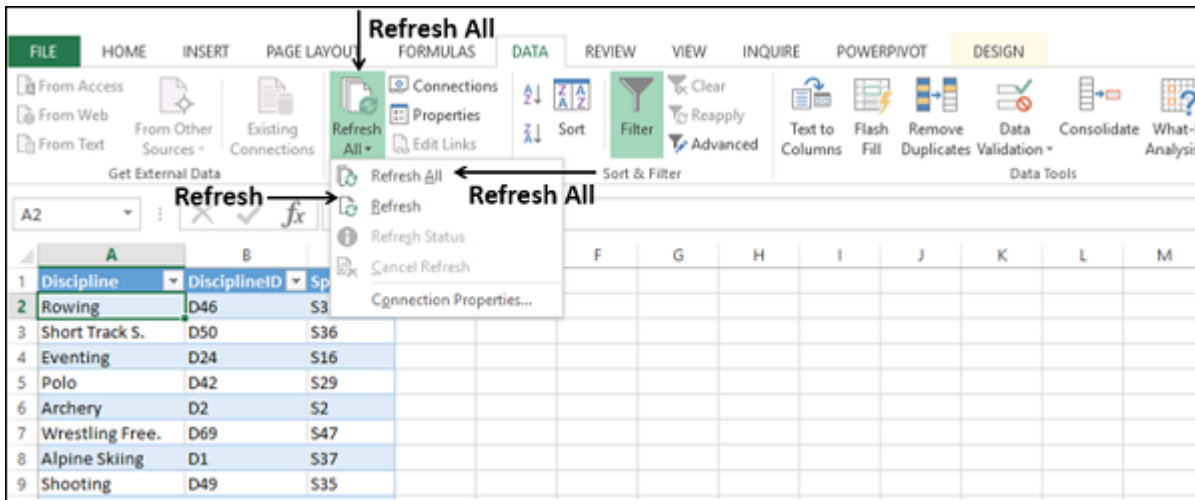 Refresh All
FILE HOME INSERT PAGE LAYOUT FORMULAS DATA REVIEW VIEW INQUIRE POWERPIVOT DESIGN
From Access
From Web
From Text
From Other
Sources
Existing
Connections
Get External Data
Refresh
All
Connections
Properties
Edit Links
Sort
Filter
Clear
Reapply
Advanced
Sort & Filter
Text to
Columns
Flash
Fill
Remove
Duplicates
Data
Validation
Consolidate
What-
Analysis
Data Tools
Refresh All
Refresh All
Refresh
Refresh
Refresh Status
Cancel Refresh
Connection Properties...
A2 fx
A B F G H I J K L M
1 Discipline DisciplineID Sp
2 Rowing D46 S3
3 Short Track S. D50 S36
4 Eventing D24 S16
5 Polo D42 S29
6 Archery D2 S2
7 Wrestling Free. D69 S47
8 Alpine Skiing D1 S37
9 Shooting D49 S35